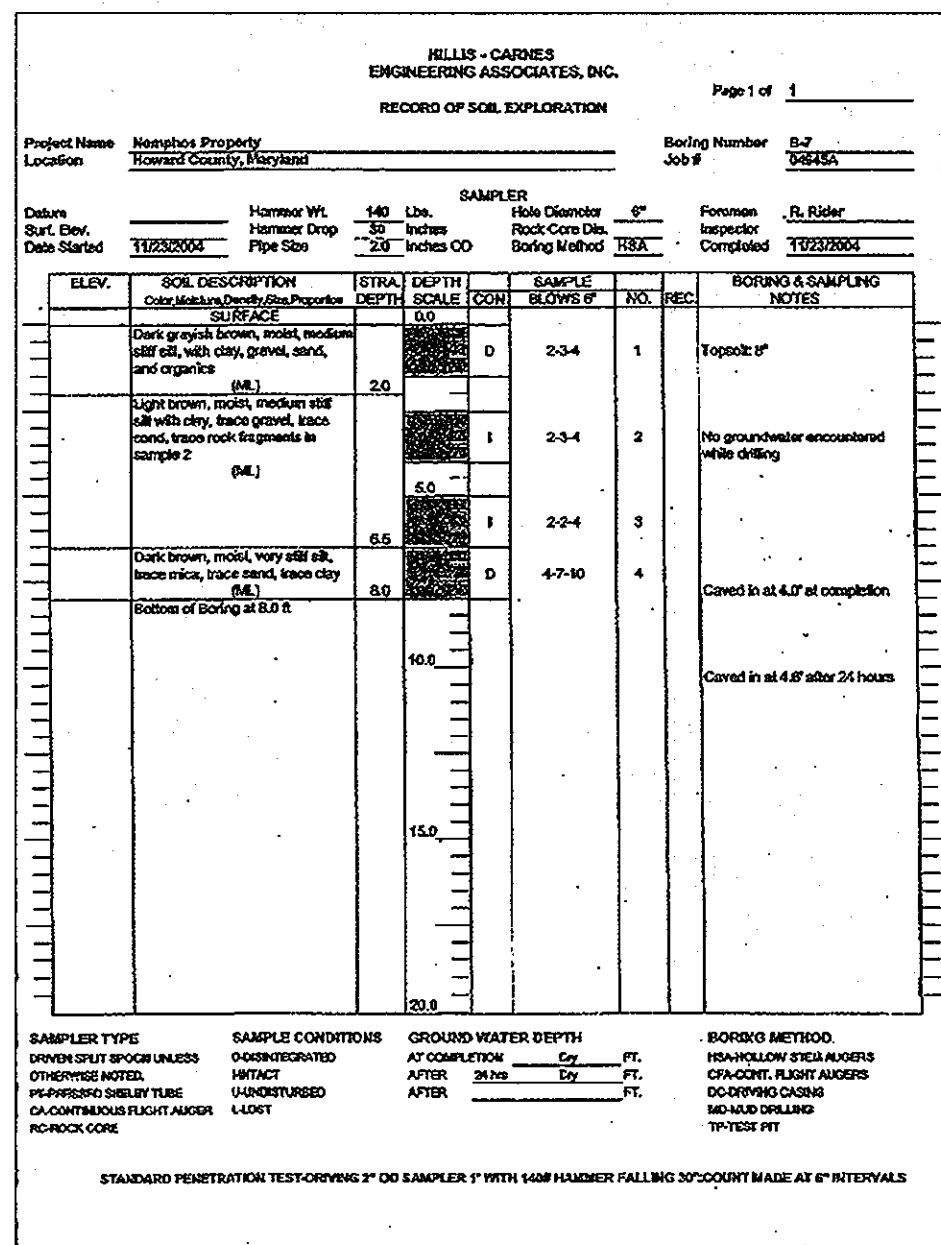 HILLIS - CARNES
ENGINEERING ASSOCIATES, INC.
Page 1 of 1
RECORD OF SOIL EXPLORATION
Project Name Nemphos Property Boring Number B-7
Location Howard County, Maryland Job # 04645A
SAMPLER
Datum Hammer Wt. 140 Lbs. Hole Diameter 6" Foreman R. Rider
Surf. Elev. Hammer Drop 30 Inches Rock Core Dia. Inspector
Date Started 11/23/2004 Pipe Size 2.0 Inches OD Boring Method HSA Completed 11/23/2004
ELEV. SOIL DESCRIPTION STRA. DEPTH SAMPLE BORING & SAMPLING
Color, Moisture, Density, Size, Proportion DEPTH SCALE CON BLOWS 6" NO. REC. NOTES
SURFACE 0.0
Dark grayish brown, moist, medium
stiff silt, with clay, gravel, sand, D 2-3-4 1 Topsoil: 8"
and organics
(ML) 2.0
Light brown, moist, medium stiff
silt with clay, trace gravel, trace
sand, trace rock fragments in I 2-3-4 2 No groundwater encountered
sample 2 while drilling
(ML)
5.0
I 2-2-4 3
6.5
Dark brown, moist, very stiff silt,
trace mica, trace sand, trace clay D 4-7-10 4
(ML) 8.0 Caved in at 4.0' at completion
Bottom of Boring at 8.0 ft
10.0
Caved in at 4.6' after 24 hours
15.0
20.0
SAMPLER TYPE SAMPLE CONDITIONS GROUND WATER DEPTH BORING METHOD
DRIVEN SPLIT SPOON UNLESS D-DISINTEGRATED AT COMPLETION Dry FT. HSA-HOLLOW STEM AUGERS
OTHERWISE NOTED. I-INTACT AFTER 24 hrs Dry FT. CFA-CONT. FLIGHT AUGERS
PT-PRESSED SHELBY TUBE U-UNDISTURBED AFTER FT. DC-DRIVING CASING
CA-CONTINUOUS FLIGHT AUGER L-LOST MD-MUD DRILLING
RC-ROCK CORE TP-TEST PIT
STANDARD PENETRATION TEST-DRIVING 2" OD SAMPLER 1' WITH 140# HAMMER FALLING 30":COUNT MADE AT 6" INTERVALS